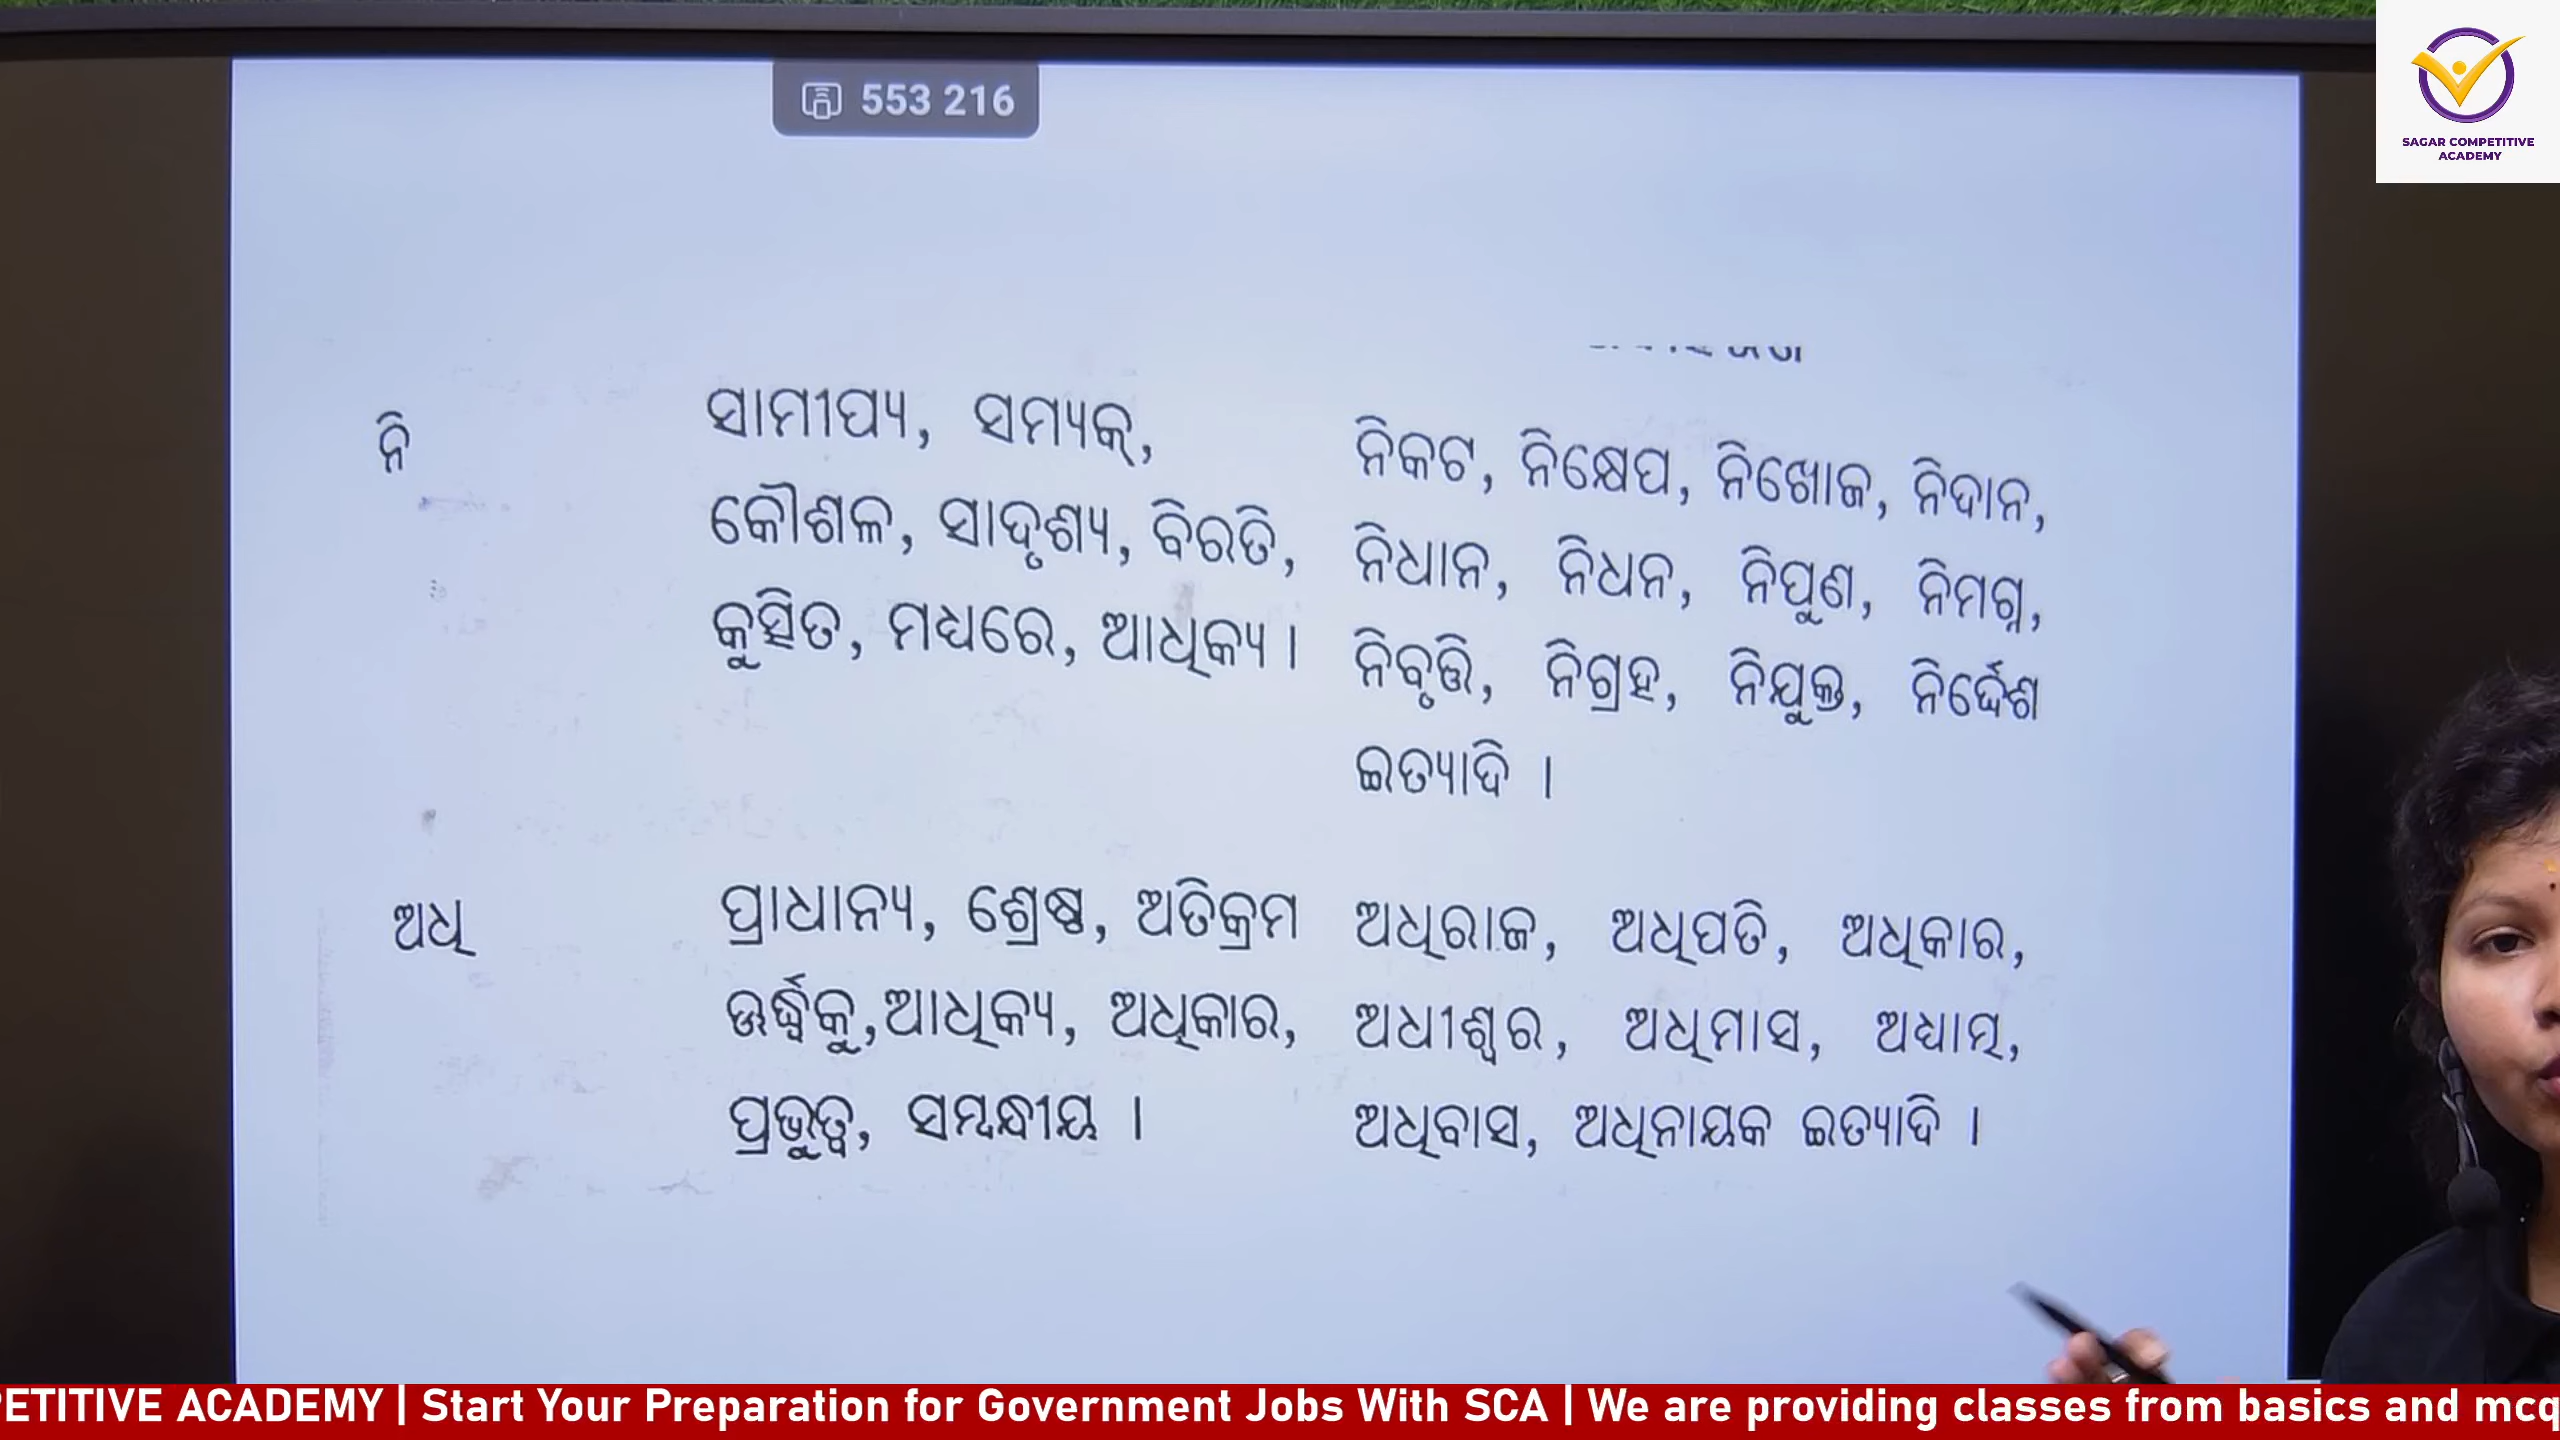 553 216
SAGAR COMPETITIVE
ACADEMY
ନି
ସାମୀପ୍ୟ, ସମ୍ୟକ୍,
କୌଶଳ, ସାଦୃଶ୍ୟ, ବିରତି,
କୁତ୍ସିତ, ମଧ୍ୟରେ, ଆଧିକ୍ୟ ।
ନିକଟ, ନିକ୍ଷେପ, ନିଖୋଜ, ନିଦାନ,
ନିଧାନ, ନିଧନ, ନିପୁଣ, ନିମଗ୍ନ,
ନିବୃତ୍ତି, ନିଗ୍ରହ, ନିଯୁକ୍ତ, ନିର୍ଦ୍ଦେଶ
ଇତ୍ୟାଦି ।
ଅଧି
ପ୍ରାଧାନ୍ୟ, ଶ୍ରେଷ୍ଠ, ଅତିକ୍ରମ
ଊର୍ଦ୍ଧ୍ୱକୁ,ଆଧିକ୍ୟ, ଅଧିକାର,
ପ୍ରଭୁତ୍ୱ, ସମ୍ବନ୍ଧୀୟ ।
ଅଧିରାଜ, ଅଧିପତି, ଅଧିକାର,
ଅଧୀଶ୍ୱର, ଅଧିମାସ, ଅଧ୍ୟାତ୍ମ,
ଅଧିବାସ, ଅଧିନାୟକ ଇତ୍ୟାଦି ।
PETITIVE ACADEMY | Start Your Preparation for Government Jobs With SCA | We are providing classes from basics and mcq